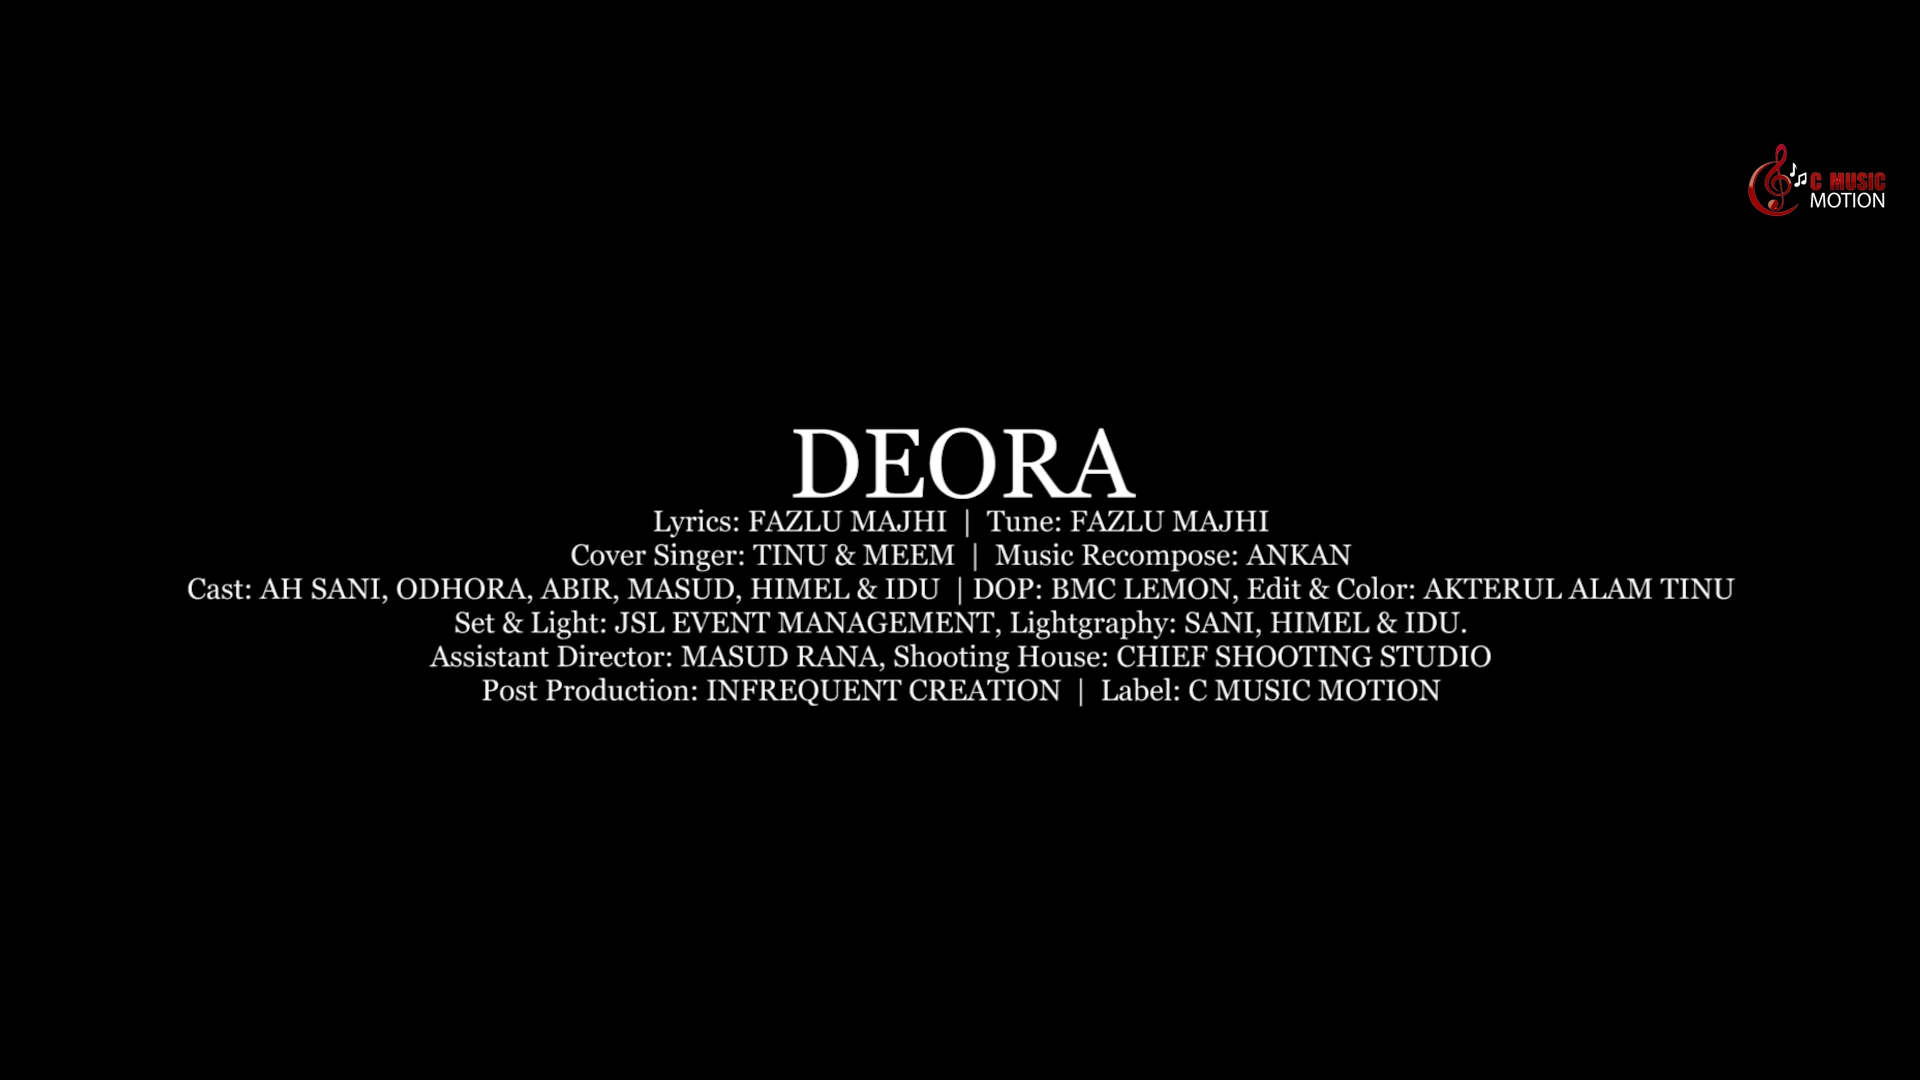 C MUSIC
MOTION
DEORA
Lyrics: FAZLU MAJHI | Tune: FAZLU MAJHI
Cover Singer: TINU & MEEM | Music Recompose: ANKAN
Cast: AH SANI, ODHORA, ABIR, MASUD, HIMEL & IDU | DOP: BMC LEMON, Edit & Color: AKTERUL ALAM TINU
Set & Light: JSL EVENT MANAGEMENT, Lightgraphy: SANI, HIMEL & IDU.
Assistant Director: MASUD RANA, Shooting House: CHIEF SHOOTING STUDIO
Post Production: INFREQUENT CREATION | Label: C MUSIC MOTION